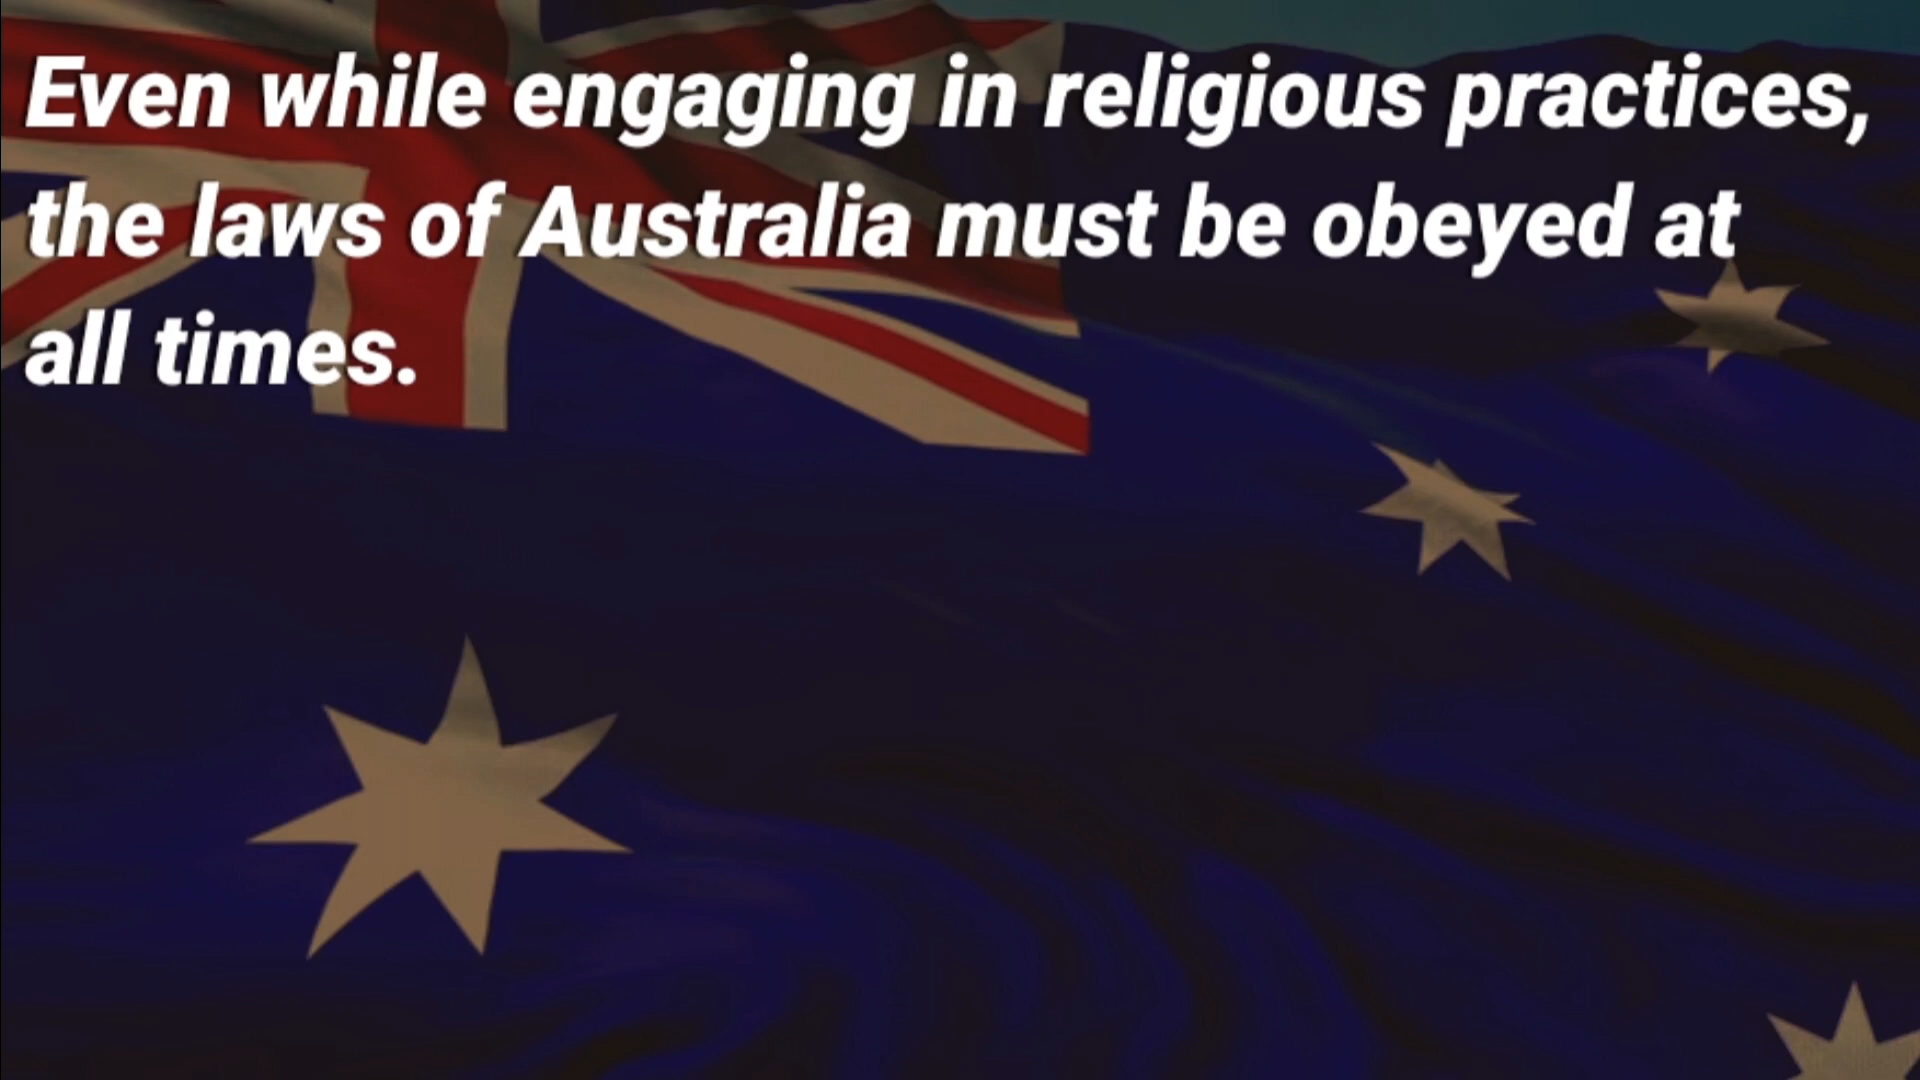 Even while engaging in religious practices,
the laws of Australia must be obeyed at
all times.